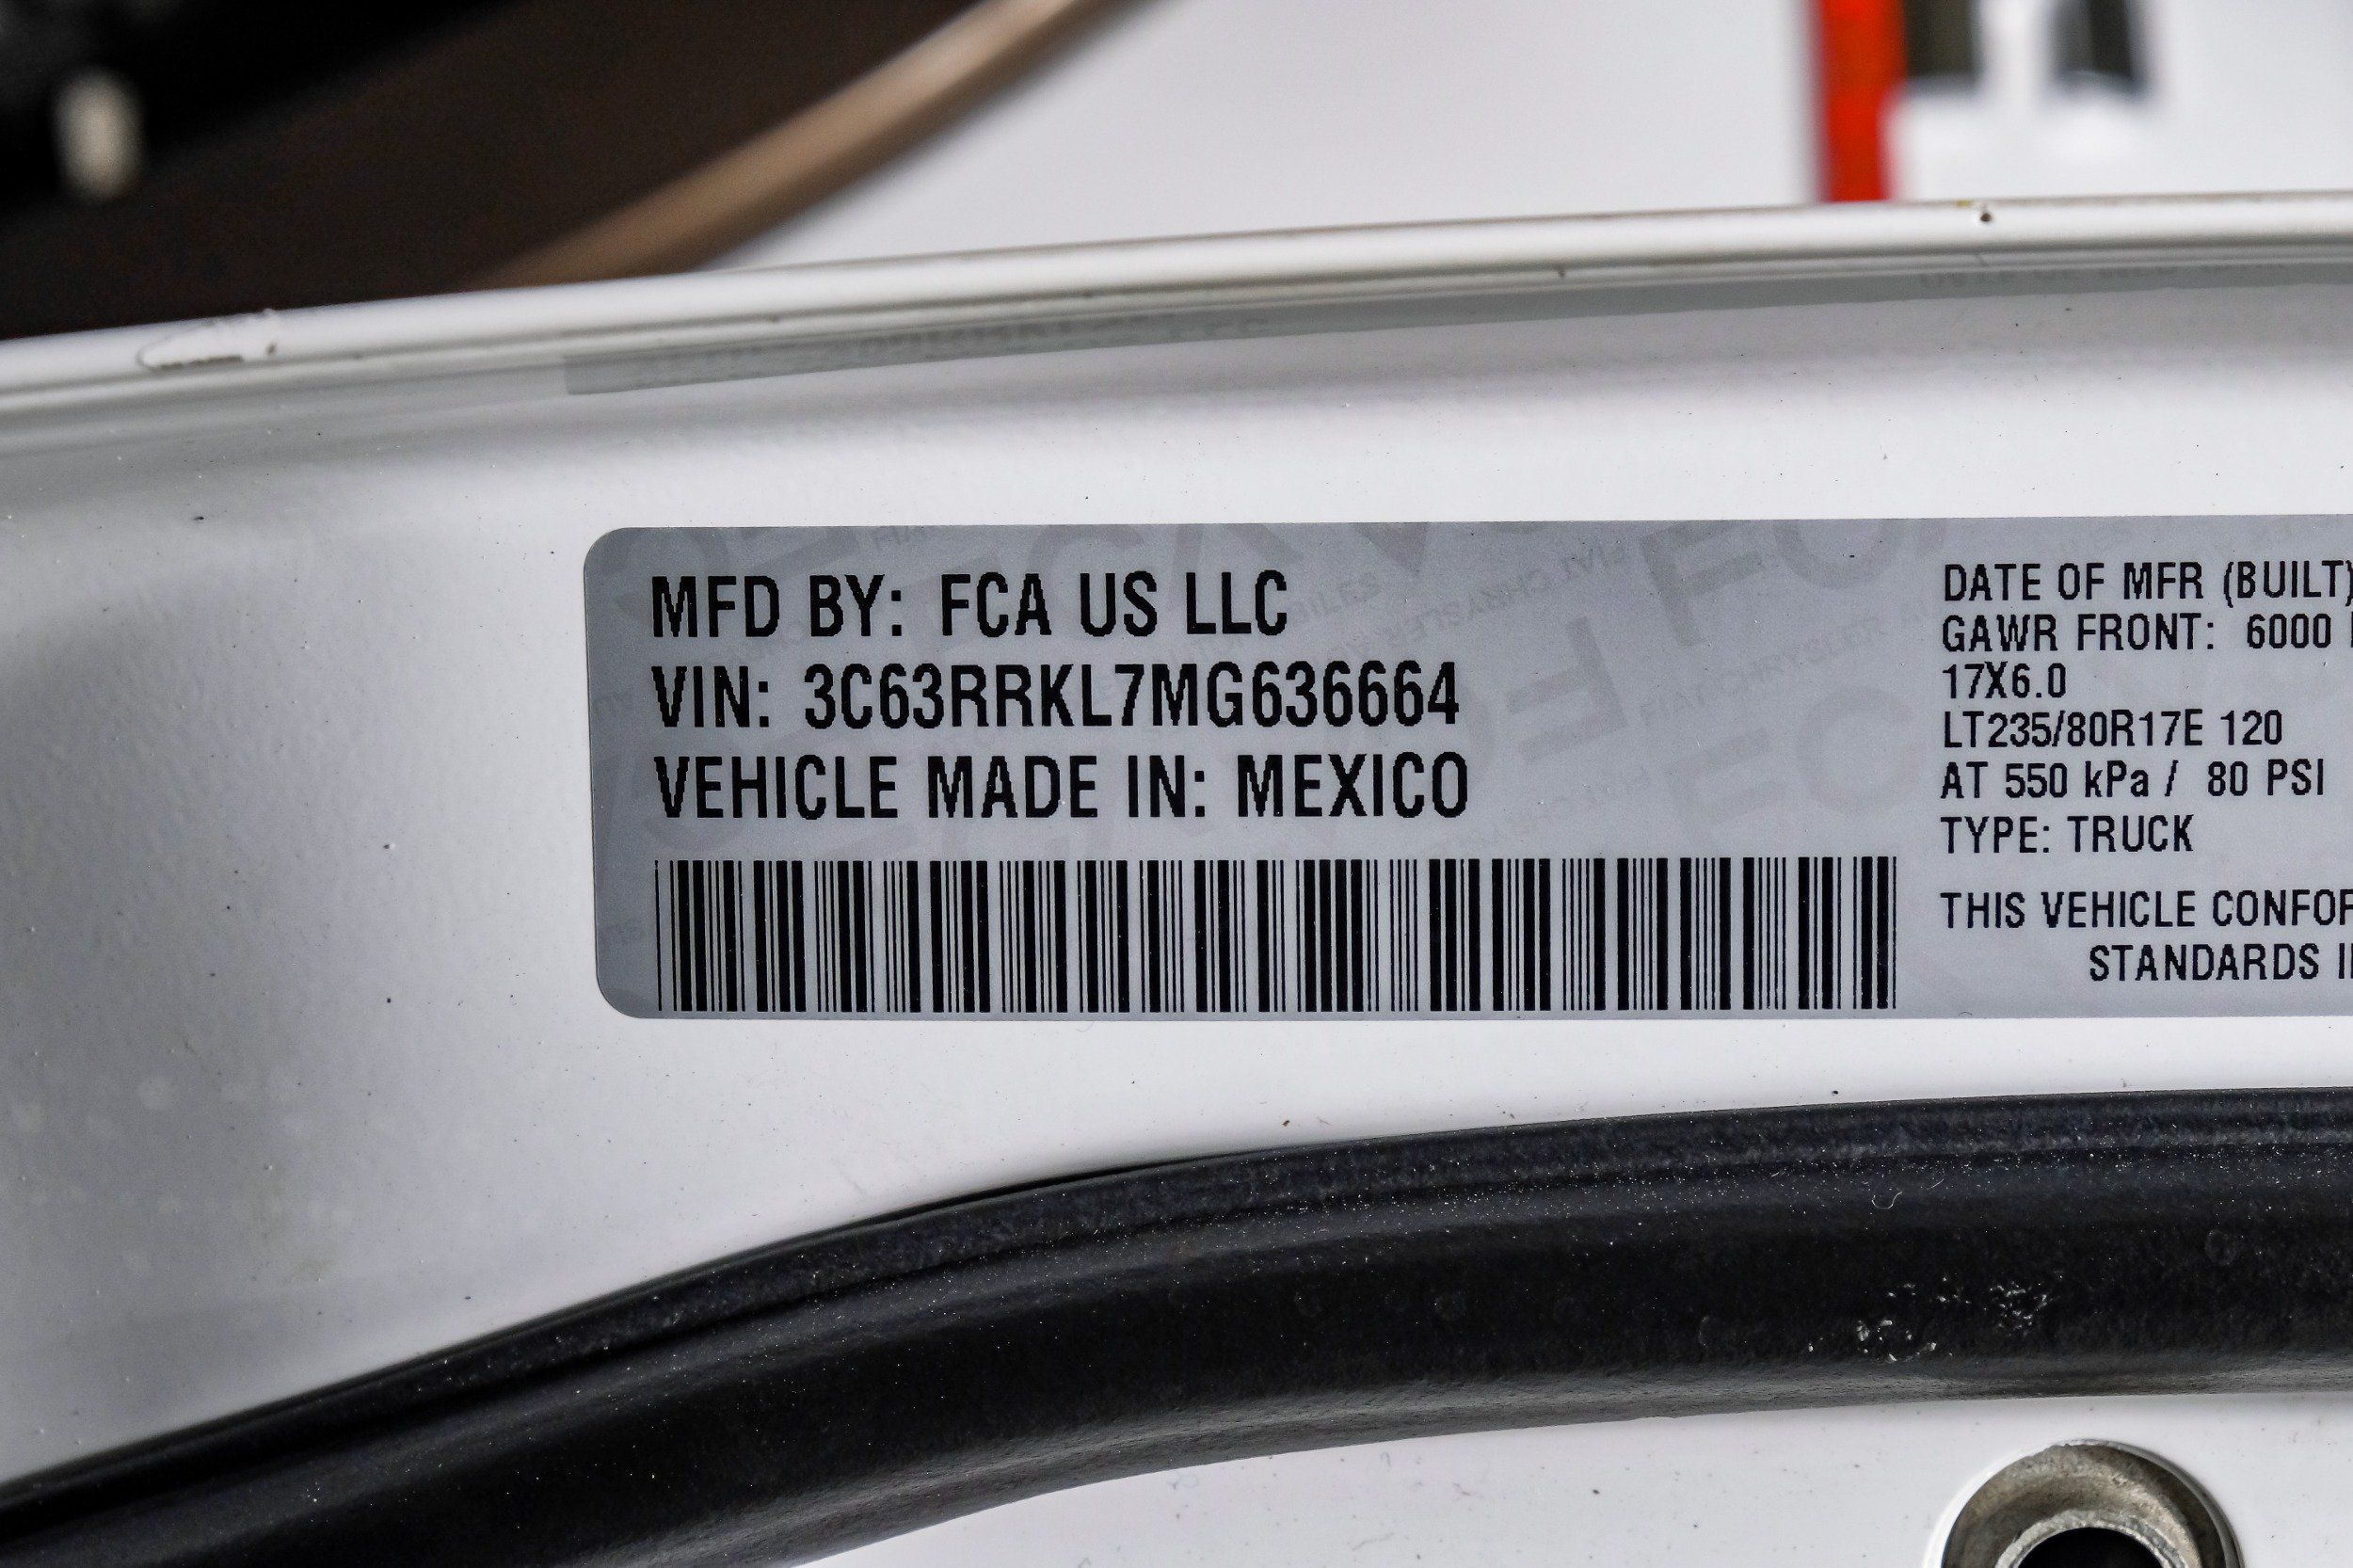 MFD BY: FCA US LLC
VIN: 3C63RRKL7MG636664
VEHICLE MADE IN: MEXICO
DATE OF MFR (BUILT)
GAWR FRONT: 6000
17X6.0
LT235/80R17E 120
AT 550 kPa / 80 PSI
TYPE: TRUCK
THIS VEHICLE CONFOR
STANDARDS